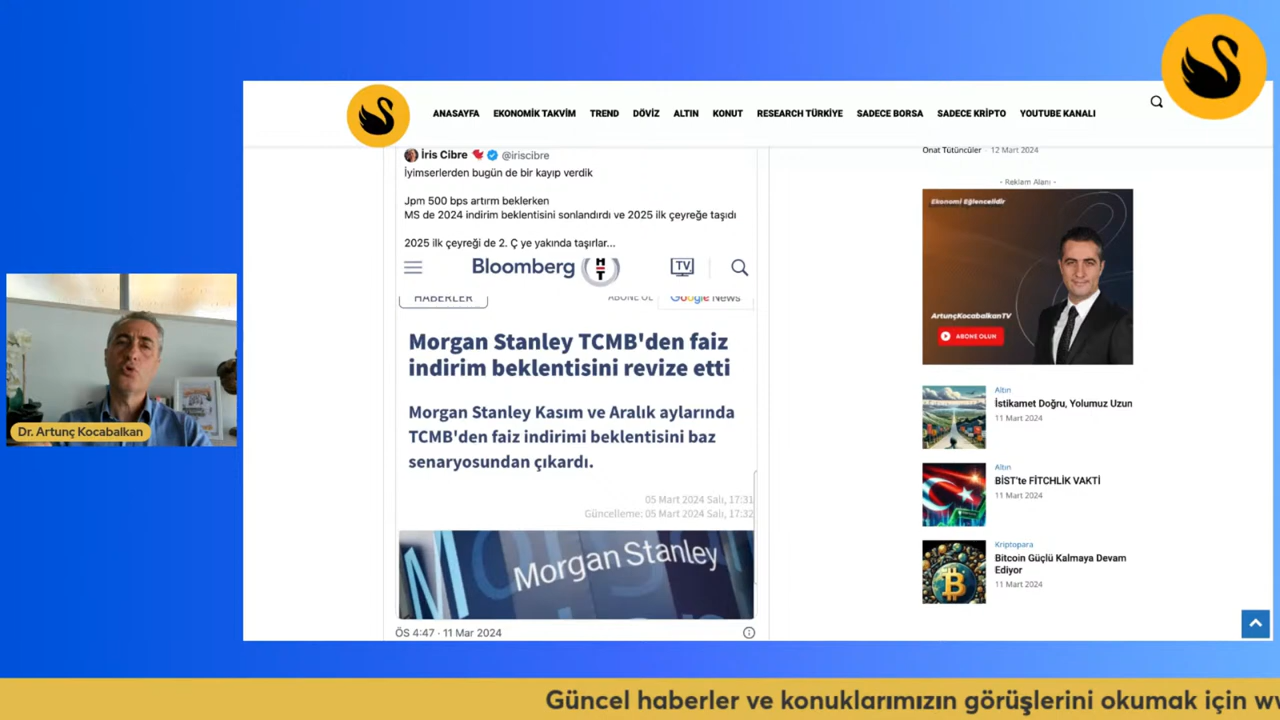 ANASAYFA EKONOMİK TAKVİM TREND DÖVİZ ALTIN KONUT RESEARCH TÜRKİYE SADECE BORSA SADECE KRİPTO YOUTUBE KANALI
İris Cibre @iriscibre
İyimserlerden bugün de bir kayıp verdik
Jpm 500 bps artırm beklerken
MS de 2024 indirim beklentisini sonlandırdı ve 2025 ilk çeyreğe taşıdı
2025 ilk çeyreği de 2. Ç ye yakında taşırlar...
Bloomberg HT TV
HABERLER ABONE OL Google News
Morgan Stanley TCMB'den faiz
indirim beklentisini revize etti
Morgan Stanley Kasım ve Aralık aylarında
TCMB'den faiz indirimi beklentisini baz
senaryosundan çıkardı.
05 Mart 2024 Salı, 17:31
Güncelleme: 05 Mart 2024 Salı, 17:32
Morgan Stanley
ÖS 4:47 · 11 Mar 2024
Onat Tütüncüler - 12 Mart 2024
- Reklam Alanı -
Ekonomi Eğlencelidir
ArtunçKocabalkanTV
ABONE OLUN
Altın
İstikamet Doğru, Yolumuz Uzun
11 Mart 2024
Altın
BİST'te FİTCHLİK VAKTİ
11 Mart 2024
Kriptopara
Bitcoin Güçlü Kalmaya Devam
Ediyor
11 Mart 2024
Dr. Artunç Kocabalkan
Güncel haberler ve konuklarımızın görüşlerini okumak için ww